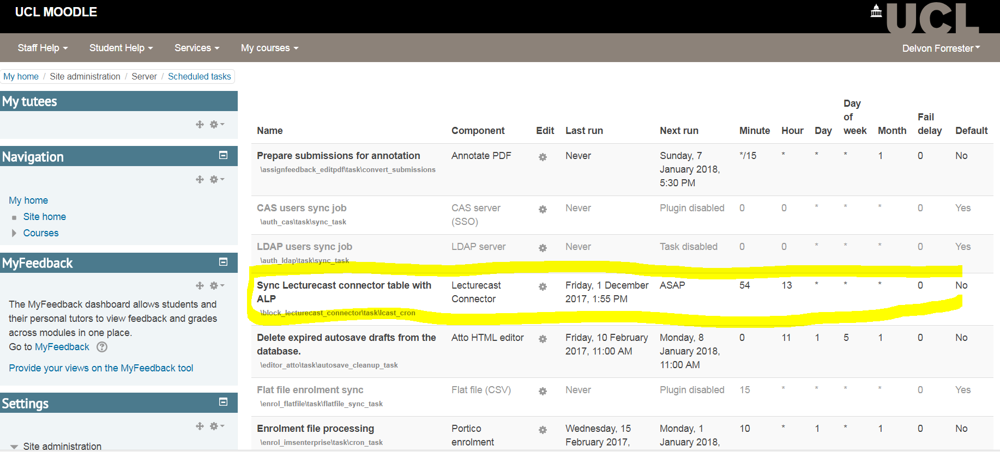 UCL MOODLE
UCL
Staff Help
Student Help
Services
My courses
Delvon Forrester
My home / Site administration / Server / Scheduled tasks
My tutees
Navigation
My home
Site home
Courses
MyFeedback
The MyFeedback dashboard allows students and
their personal tutors to view feedback and grades
across modules in one place.
Go to MyFeedback ?
Provide your views on the MyFeedback tool
Settings
Site administration
Name Component Edit Last run Next run Minute Hour Day Day of week Month Fail delay Default
Prepare submissions for annotation Annotate PDF Never Sunday, 7 */15 * * * 1 0 No
\assignfeedback_editpdf\task\convert_submissions January 2018,
5:30 PM
CAS users sync job CAS server Never Plugin disabled 0 0 * * * 0 Yes
\auth_cas\task\sync_task (SSO)
LDAP users sync job LDAP server Never Task disabled 0 0 * * * 0 Yes
\auth_ldap\task\sync_task
Sync Lecturecast connector table with Lecturecast Friday, 1 December ASAP 54 13 * * * 0 No
ALP Connector 2017, 1:55 PM
\block_lecturecast_connector\task\lcast_cron
Delete expired autosave drafts from the Atto HTML editor Friday, 10 February Monday, 8 0 11 1 5 1 0 No
database. 2017, 11:00 AM January 2018,
\editor_atto\task\autosave_cleanup_task 11:00 AM
Flat file enrolment sync Flat file (CSV) Never Plugin disabled 15 * * * * 0 Yes
\enrol_flatfile\task\flatfile_sync_task
Enrolment file processing Portico Wednesday, 15 Monday, 1 10 * 1 * 1 0 No
\enrol_imsenterprise\task\cron_task enrolment February 2017, January 2018,